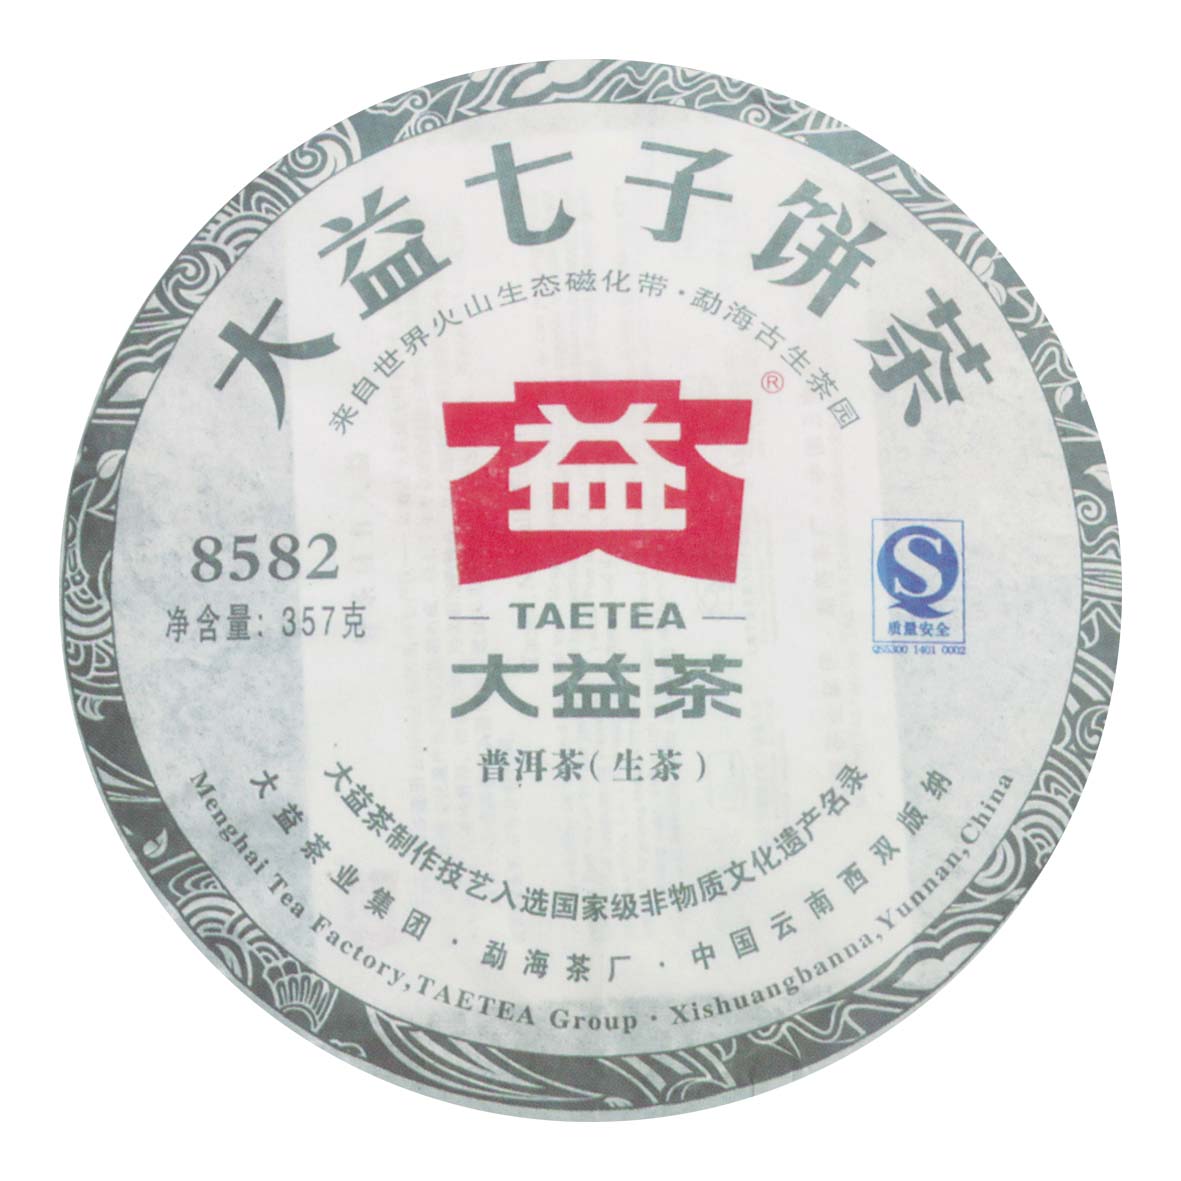 大益七子饼茶
来自世界火山生态磁化带·勐海古生茶园
益
®
8582
净含量：357克
TAETEA
大益茶
普洱茶（生茶）
S
质量安全
QS5300 1401 0002
大益茶制作技艺入选国家级非物质文化遗产名录
大益茶业集团·勐海茶厂·中国云南西双版纳
Menghai Tea Factory,TAETEA Group·Xishuangbanna,Yunnan,China